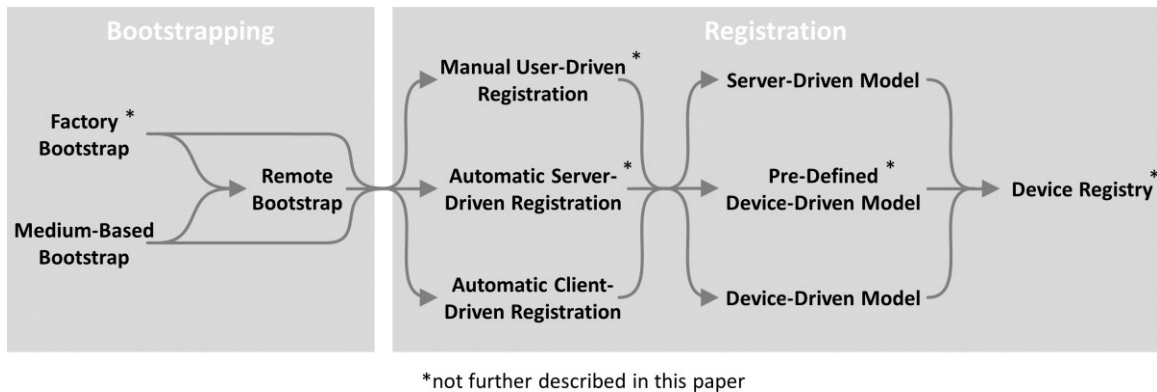 Bootstrapping
Factory *
Bootstrap
Remote
Bootstrap
Medium-Based
Bootstrap
Registration
Manual User-Driven *
Registration
Automatic Server- *
Driven Registration
Automatic Client-
Driven Registration
Server-Driven Model
Pre-Defined *
Device-Driven Model
Device-Driven Model
Device Registry*
*not further described in this paper